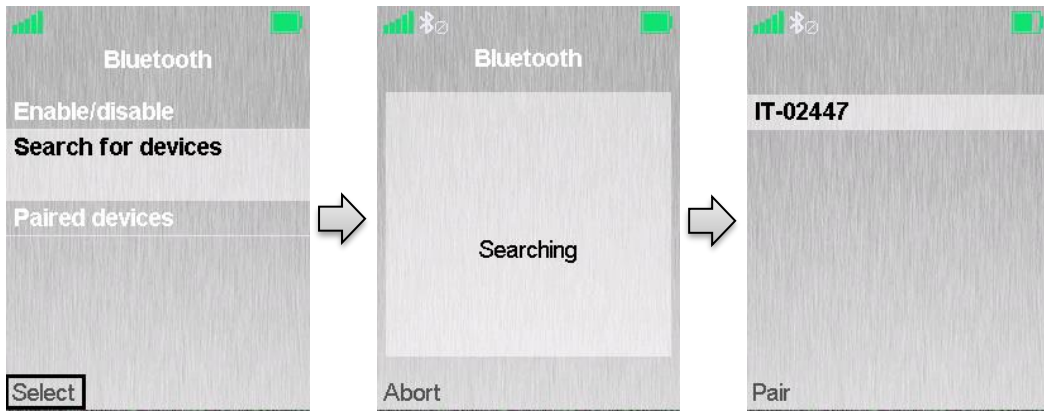 Bluetooth
Enable/disable
Search for devices
Paired devices
Select
Bluetooth
Searching
Abort
IT-02447
Pair